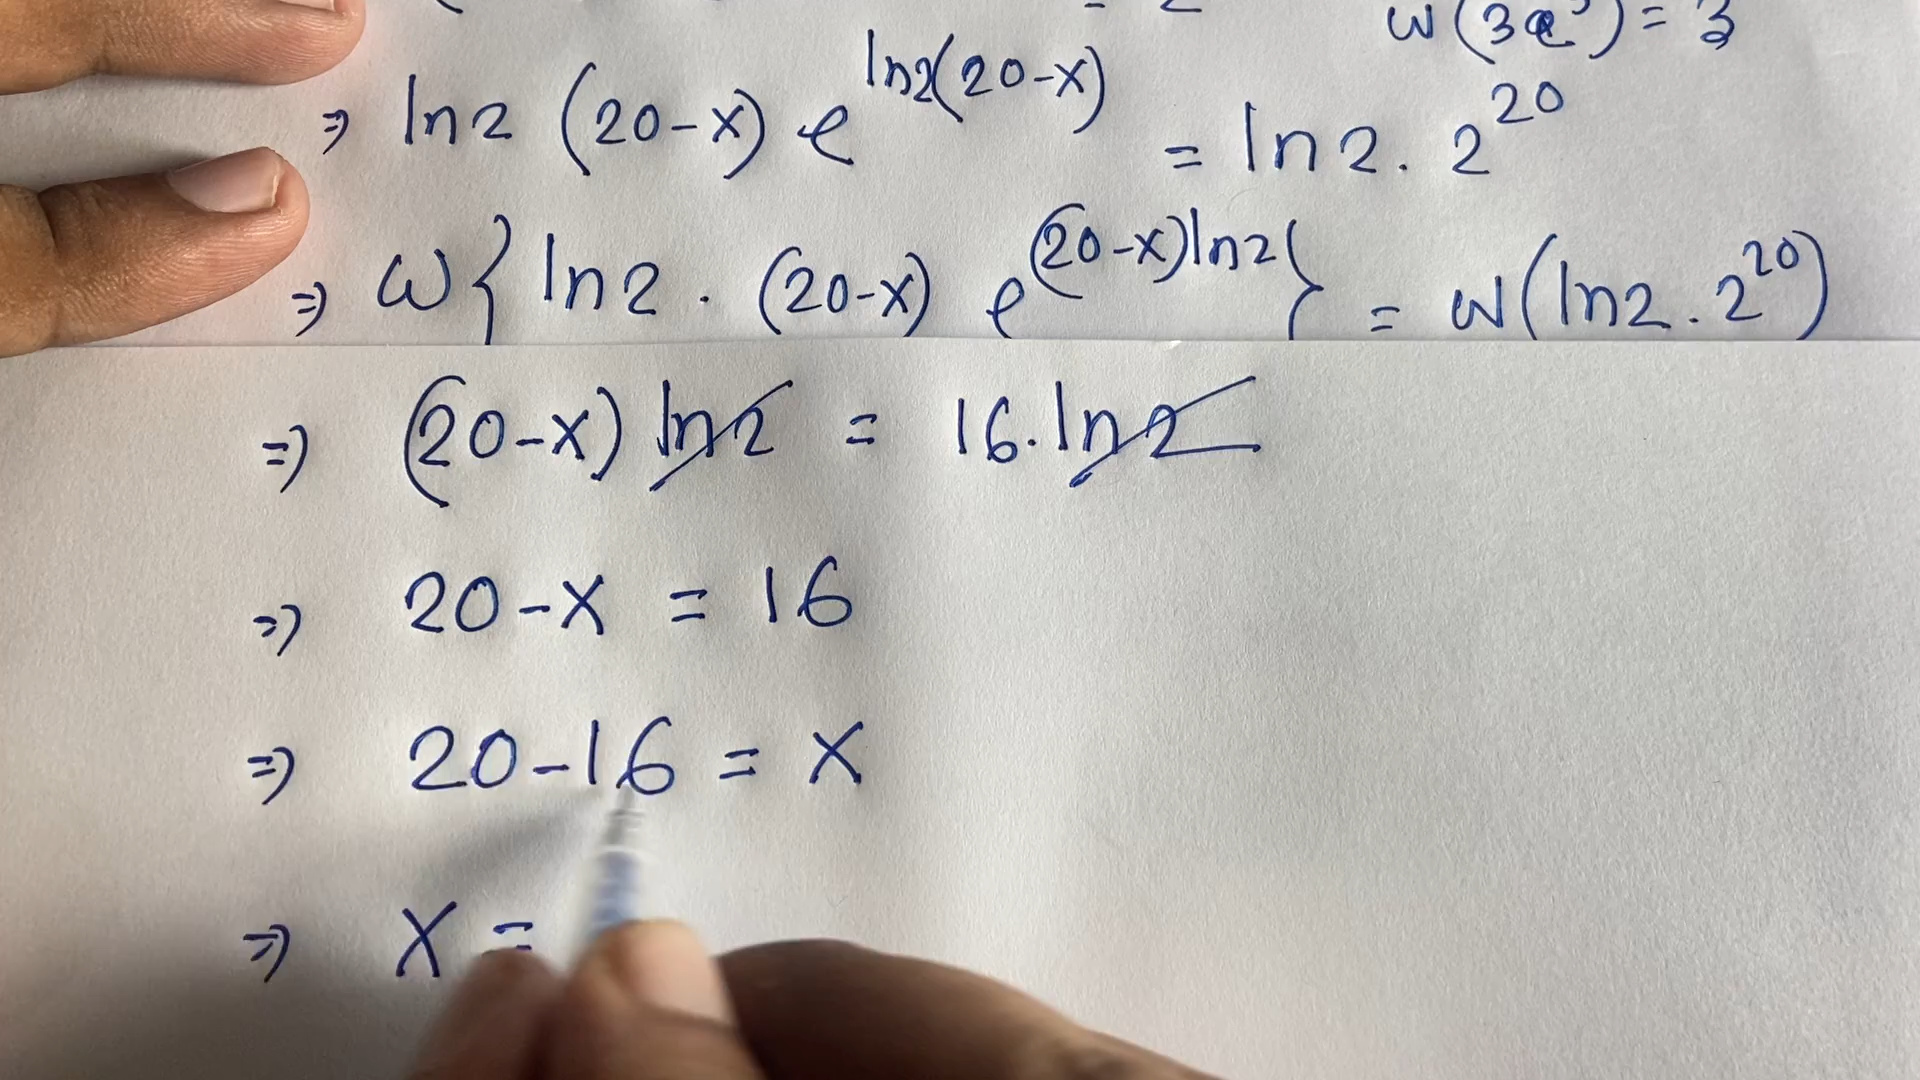 W(3e³) = 3
⇒ ln2 (20-x) e^ln2(20-x) = ln2. 2^20
⇒ W{ ln2 . (20-x) e^(20-x)ln2 } = W(ln2. 2^20)
⇒ (20-x) ln2 = 16. ln2
⇒ 20-x = 16
⇒ 20-16 = x
⇒ x =